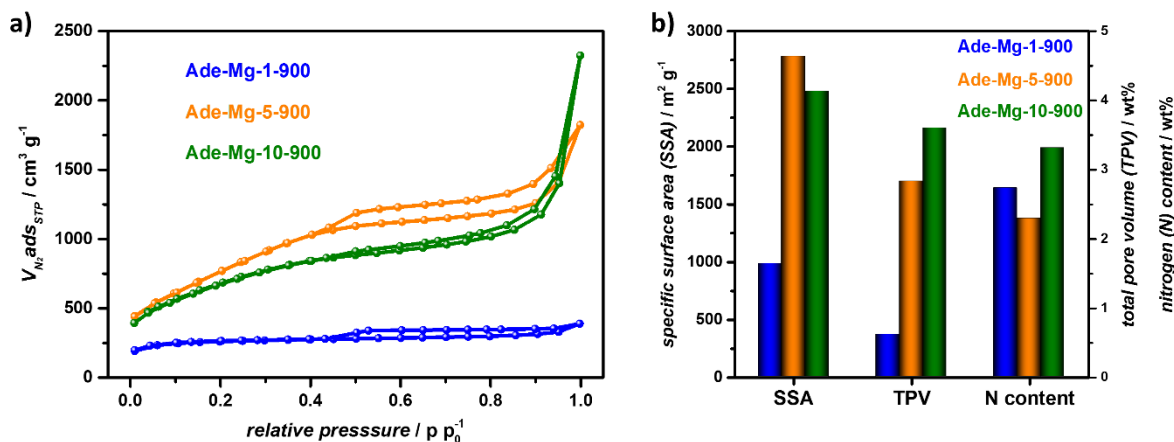 a)
2500
2000
1500
1000
500
0
V_N2 ads_STP / cm³ g⁻¹
Ade-Mg-1-900
Ade-Mg-5-900
Ade-Mg-10-900
0.0 0.2 0.4 0.6 0.8 1.0
relative presssure / p p₀⁻¹
b)
3000
2500
2000
1500
1000
500
0
specific surface area (SSA) / m² g⁻¹
Ade-Mg-1-900
Ade-Mg-5-900
Ade-Mg-10-900
SSA TPV N content
5
4
3
2
1
0
total pore volume (TPV) / wt%
nitrogen (N) content / wt%